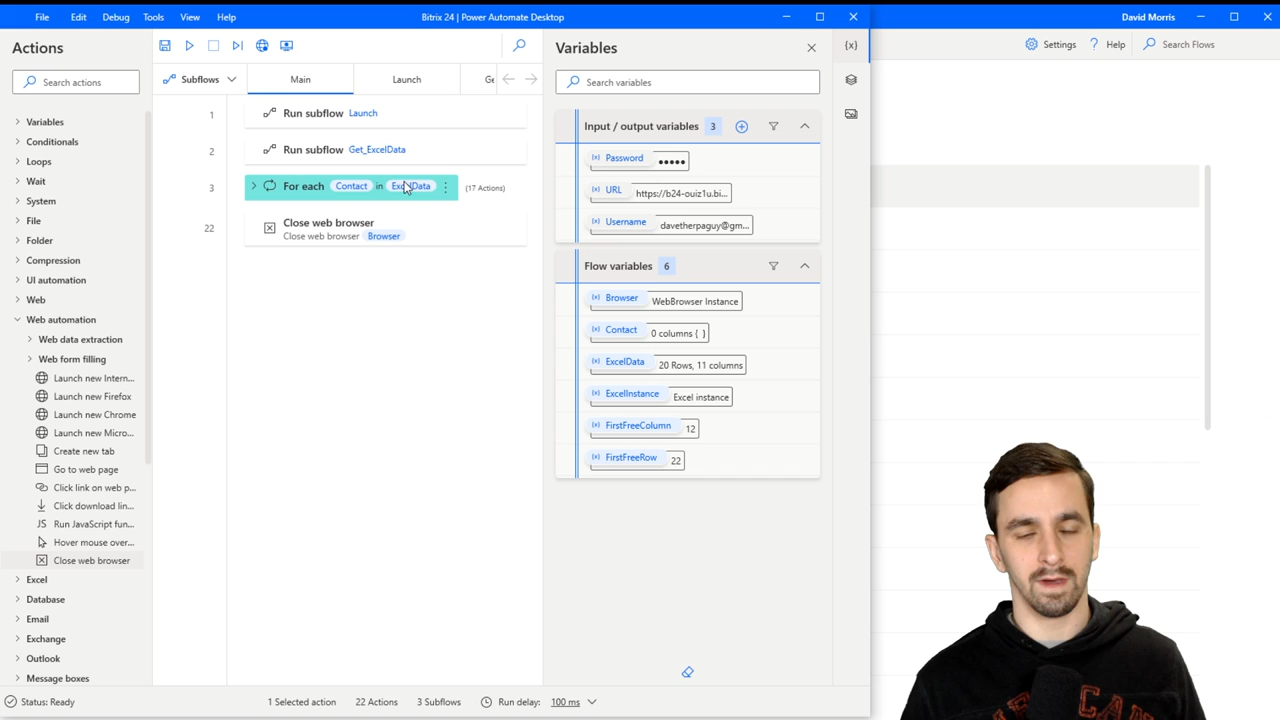 File Edit Debug Tools View Help
Bitrix 24 | Power Automate Desktop
David Morris
Actions
Search actions
Variables
Conditionals
Loops
Wait
System
File
Folder
Compression
UI automation
Web
Web automation
Web data extraction
Web form filling
Launch new Intern...
Launch new Firefox
Launch new Chrome
Launch new Micro...
Create new tab
Go to web page
Click link on web p...
Click download lin...
JS Run JavaScript fun...
Hover mouse over...
Close web browser
Excel
Database
Email
Exchange
Outlook
Message boxes
Subflows Main Launch Ge
1 Run subflow Launch
2 Run subflow Get_ExcelData
3 For each Contact in ExcelData (17 Actions)
22 Close web browser
Close web browser Browser
Variables
{x}
Search variables
Input / output variables 3
(x) Password •••••
(x) URL https://b24-ouiz1u.bi...
(x) Username davetherpaguy@gm...
Flow variables 6
(x) Browser WebBrowser Instance
(x) Contact 0 columns { }
(x) ExcelData 20 Rows, 11 columns
(x) ExcelInstance Excel instance
(x) FirstFreeColumn 12
(x) FirstFreeRow 22
Settings ? Help Search Flows
Status: Ready 1 Selected action 22 Actions 3 Subflows Run delay: 100 ms